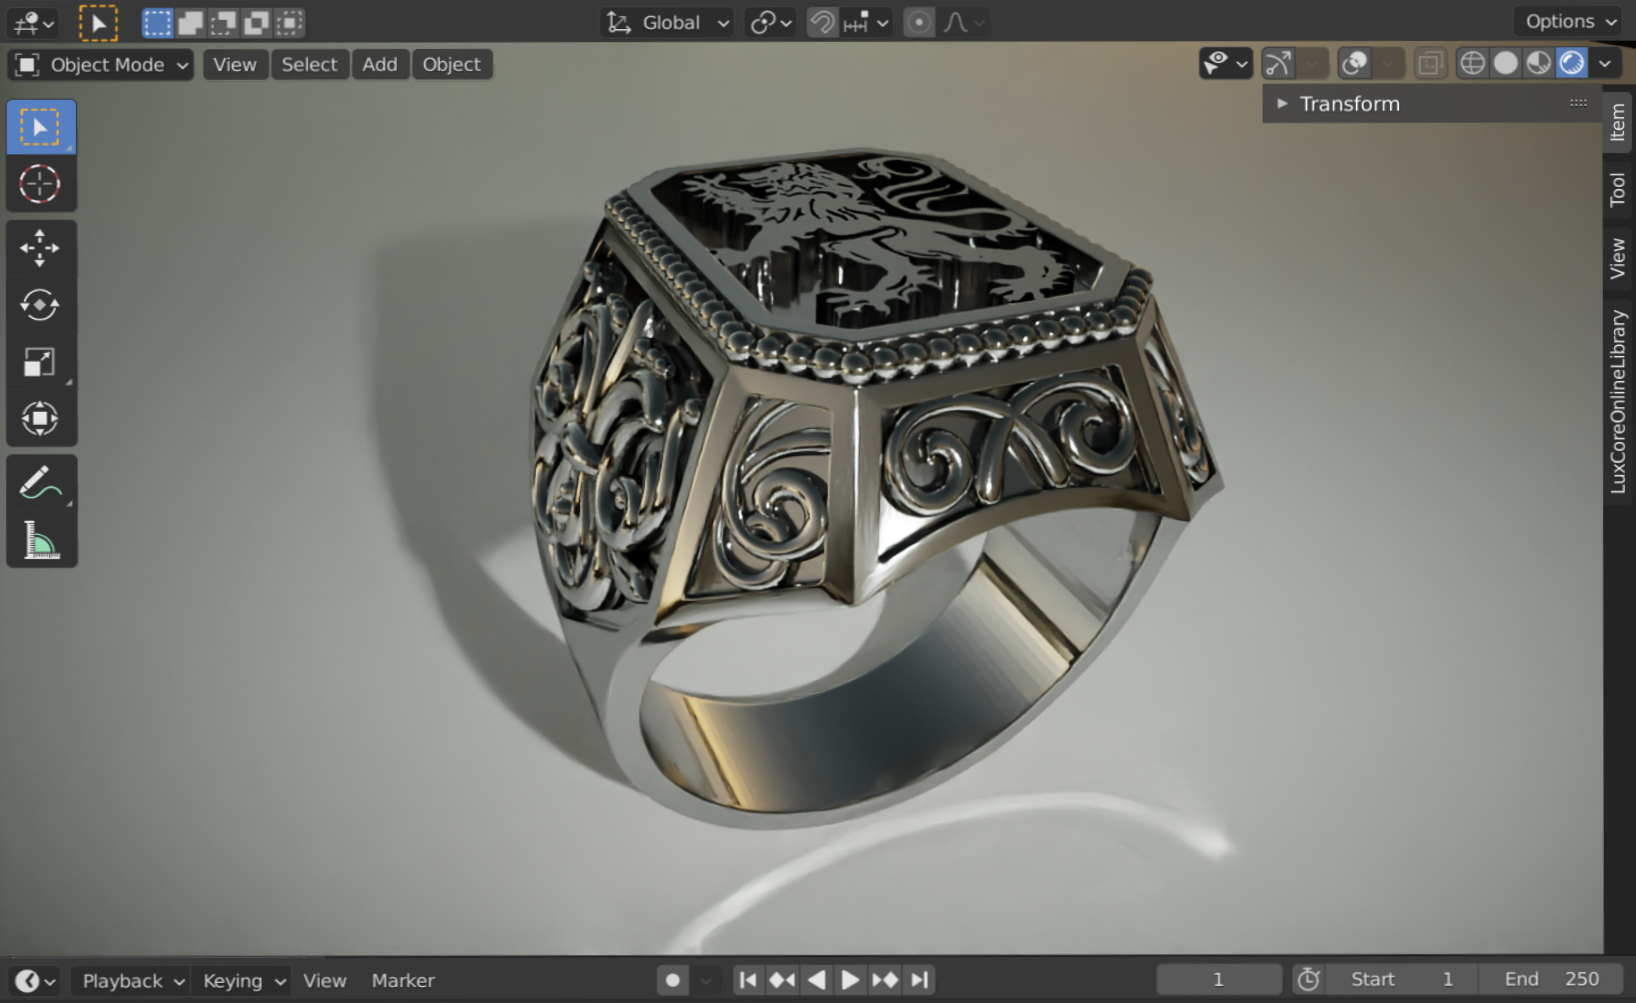 Global
Options
Object Mode
View
Select
Add
Object
Transform
Item
Tool
View
LuxCoreOnlineLibrary
Playback
Keying
View
Marker
1
Start 1
End 250